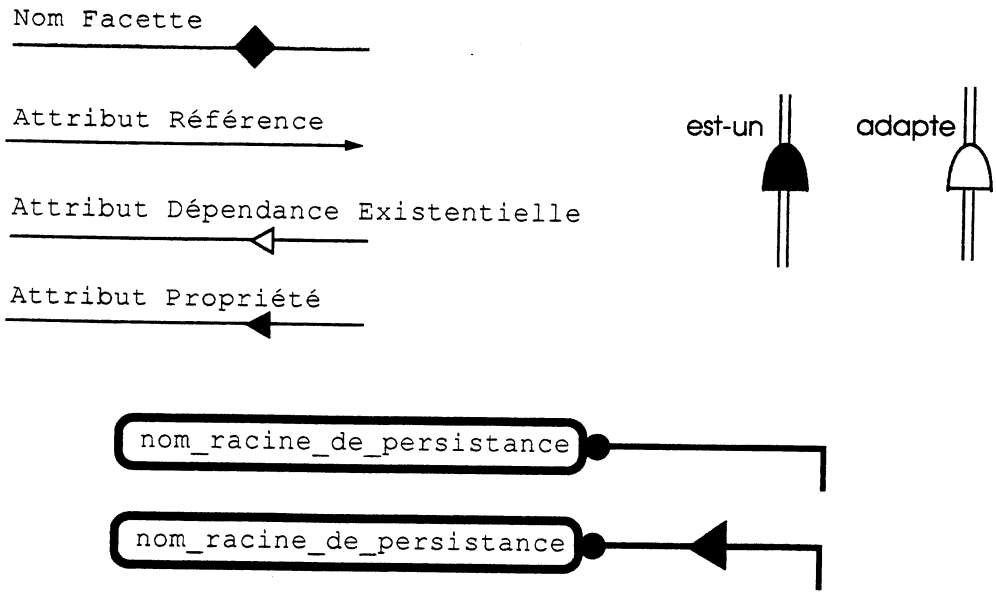 Nom Facette
Attribut Référence
est-un
adapte
Attribut Dépendance Existentielle
Attribut Propriété
nom_racine_de_persistance
nom_racine_de_persistance